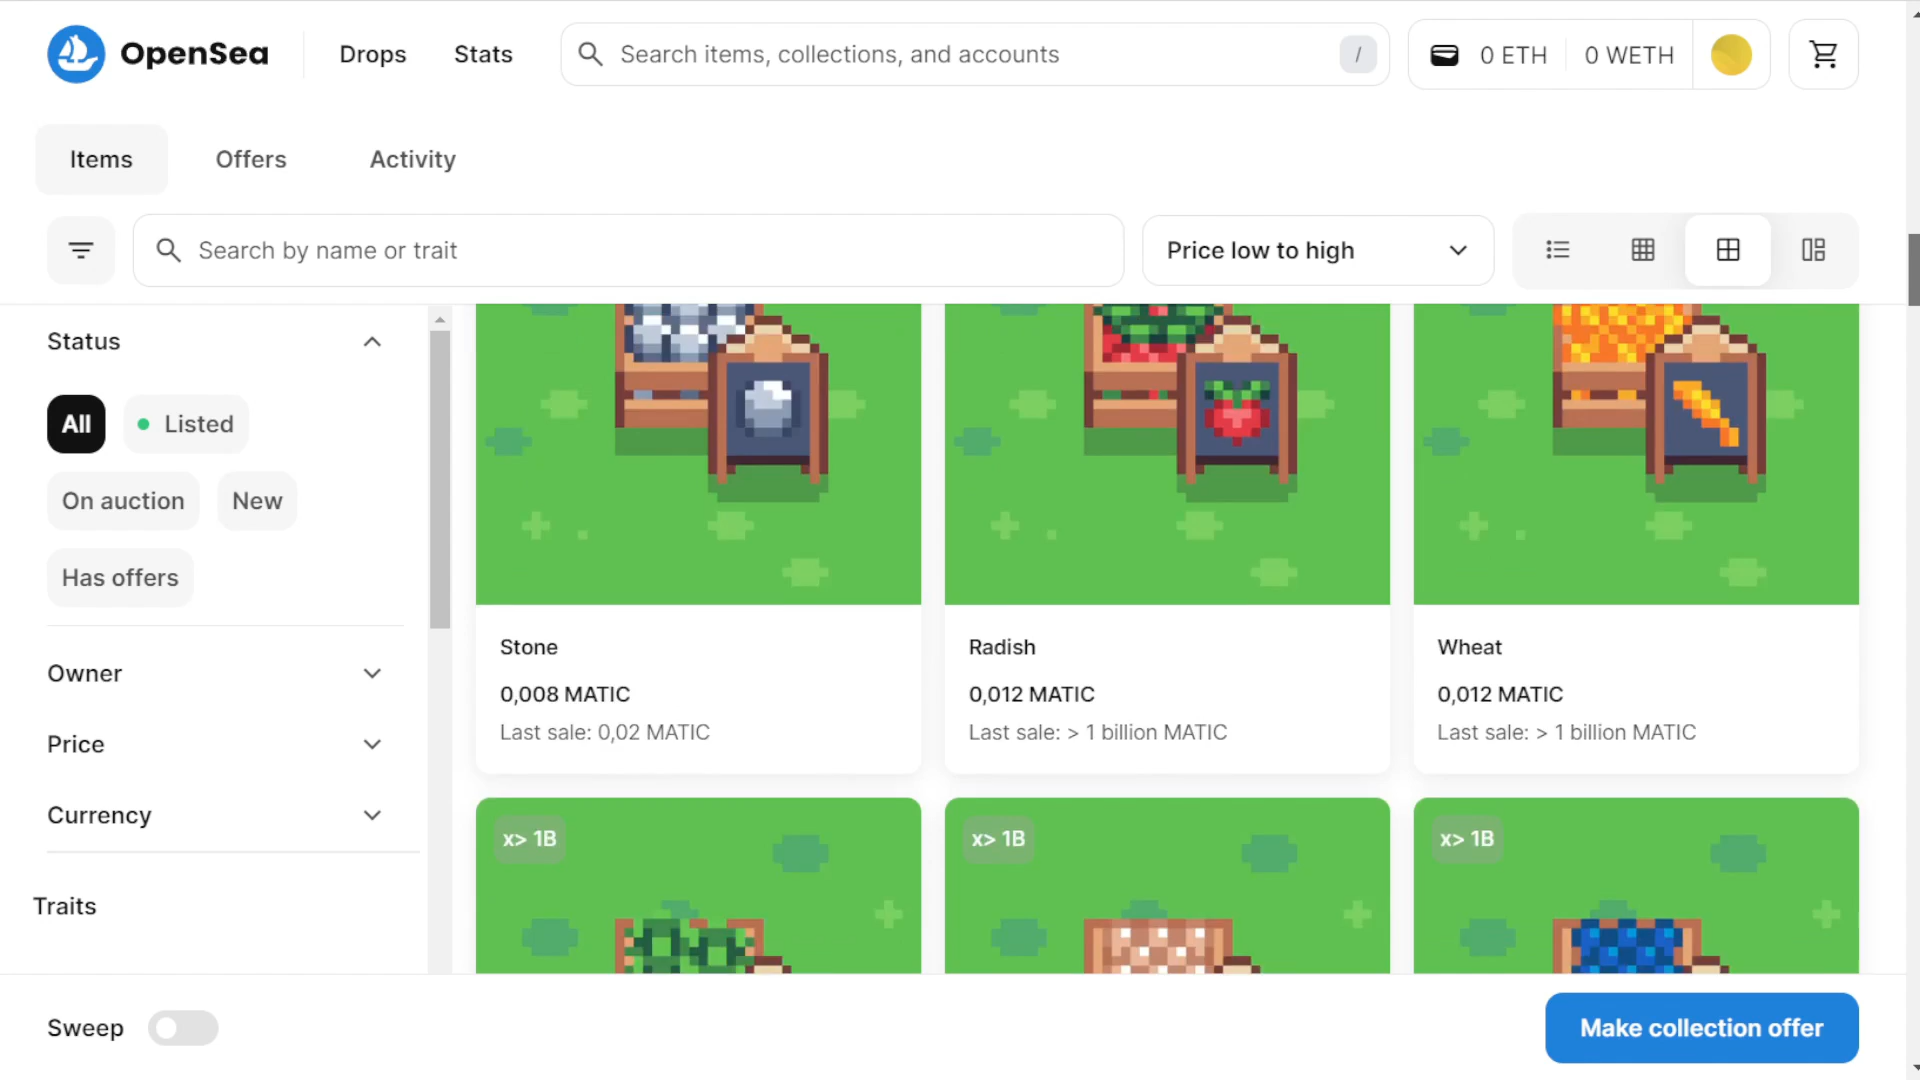 OpenSea
Drops
Stats
Search items, collections, and accounts
/
0 ETH
0 WETH
Items
Offers
Activity
Search by name or trait
Price low to high
Status
All
Listed
On auction
New
Has offers
Owner
Price
Currency
Traits
Stone
0,008 MATIC
Last sale: 0,02 MATIC
Radish
0,012 MATIC
Last sale: > 1 billion MATIC
Wheat
0,012 MATIC
Last sale: > 1 billion MATIC
x> 1B
x> 1B
x> 1B
Sweep
Make collection offer